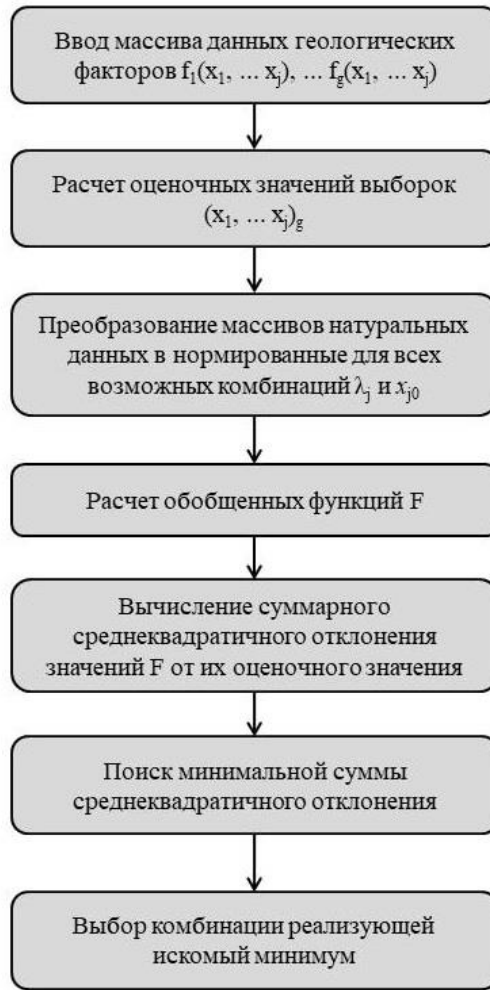 Ввод массива данных геологических
факторов f₁(x₁, ... xⱼ), ... f_g(x₁, ... xⱼ)
Расчет оценочных значений выборок
(x₁, ... xⱼ)_g
Преобразование массивов натуральных
данных в нормированные для всех
возможных комбинаций λⱼ и xⱼ₀
Расчет обобщенных функций F
Вычисление суммарного
среднеквадратичного отклонения
значений F от их оценочного значения
Поиск минимальной суммы
среднеквадратичного отклонения
Выбор комбинации реализующей
искомый минимум